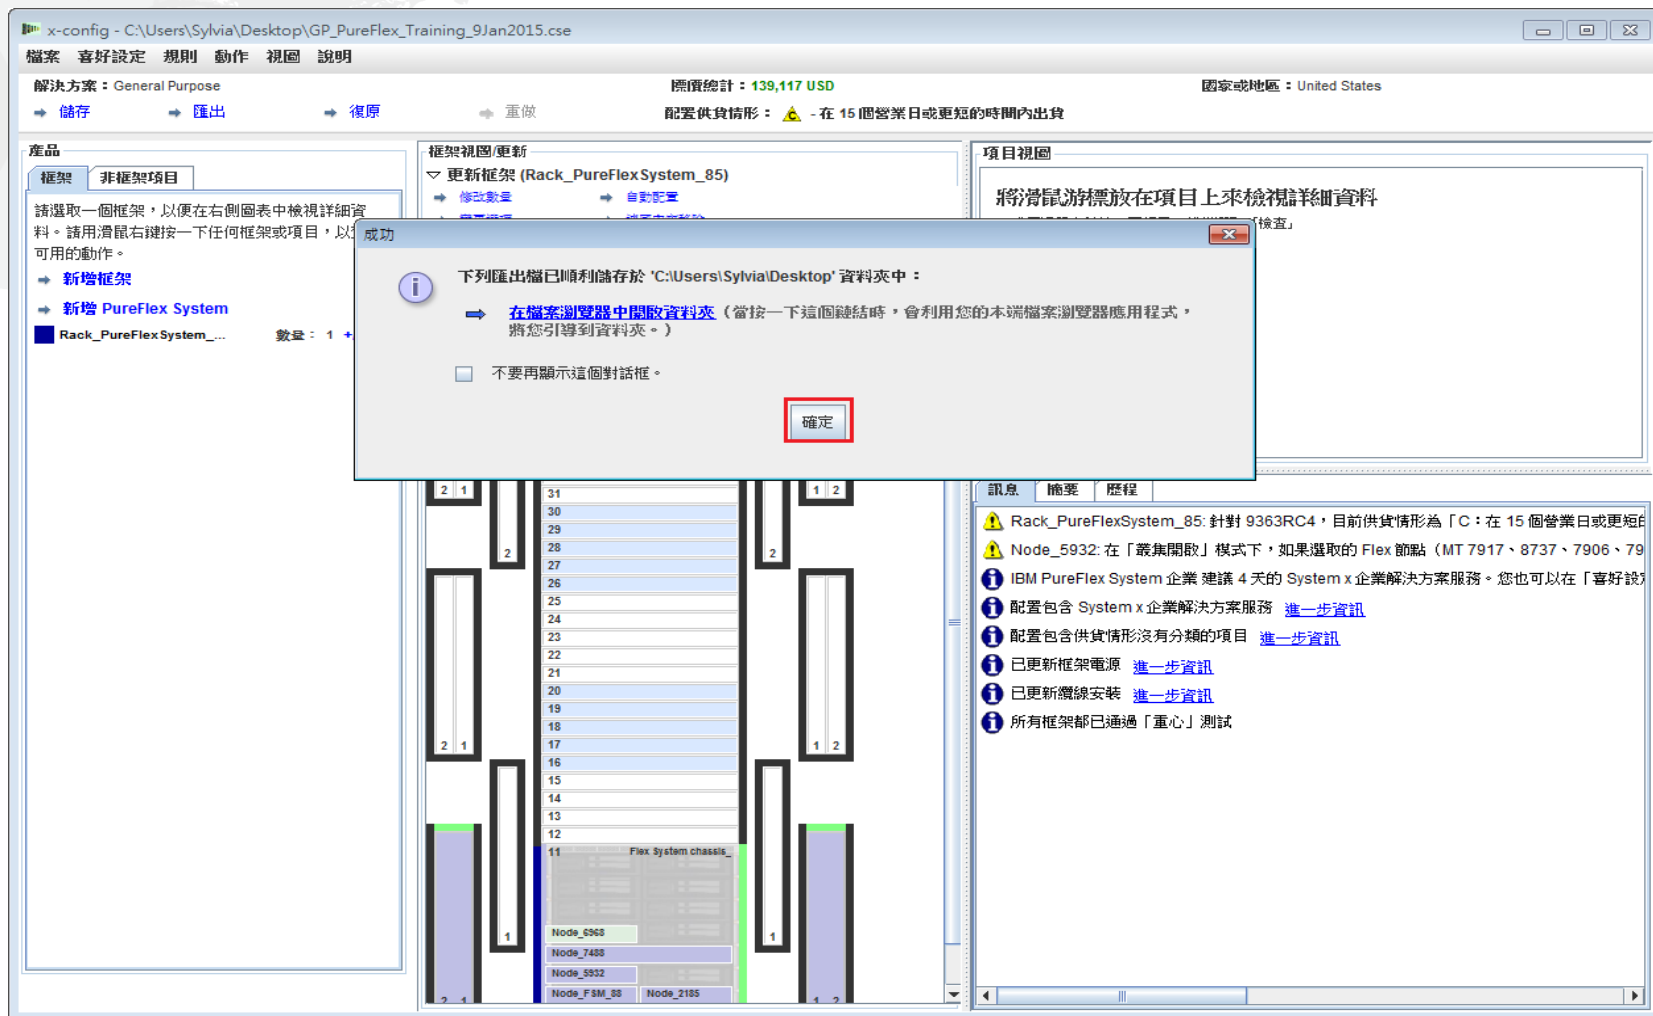 x-config - C:\Users\Sylvia\Desktop\GP_PureFlex_Training_9Jan2015.cse
檔案 喜好設定 規則 動作 視圖 說明
解決方案：General Purpose
標價總計：139,117 USD
國家或地區：United States
儲存 匯出 復原 重做
配置供貨情形： C - 在 15 個營業日或更短的時間內出貨
產品
框架 非框架項目
請選取一個框架，以便在右側圖表中檢視詳細資
料。請用滑鼠右鍵按一下任何框架或項目，以
可用的動作。
新增框架
新增 PureFlex System
Rack_PureFlexSystem_... 數量： 1 +
框架視圖/更新
更新框架 (Rack_PureFlexSystem_85)
修改數量 自動配置
項目視圖
將滑鼠游標放在項目上來檢視詳細資料
檢查」
成功
下列匯出檔已順利儲存於 'C:\Users\Sylvia\Desktop' 資料夾中：
在檔案瀏覽器中開啟資料夾（當按一下這個鏈結時，會利用您的本端檔案瀏覽器應用程式，
將您引導到資料夾。）
不要再顯示這個對話框。
確定
2 1
31
1 2
30
29
28
2
2
27
26
25
24
23
22
21
20
19
18
2 1
17
1 2
16
15
14
13
12
11 Flex System chassis_
Node_6968
1
1
Node_7488
Node_5932
Node_FSM_88 Node_2185
2 1
1 2
訊息 簡要 歷程
Rack_PureFlexSystem_85: 針對 9363RC4，目前供貨情形為「C：在 15 個營業日或更短
Node_5932: 在「叢集開啟」模式下，如果選取的 Flex 節點（MT 7917、8737、7906、79
IBM PureFlex System 企業 建議 4 天的 System x 企業解決方案服務。您也可以在「喜好設
配置包含 System x 企業解決方案服務 進一步資訊
配置包含供貨情形沒有分類的項目 進一步資訊
已更新框架電源 進一步資訊
已更新纜線安裝 進一步資訊
所有框架都已通過「重心」測試